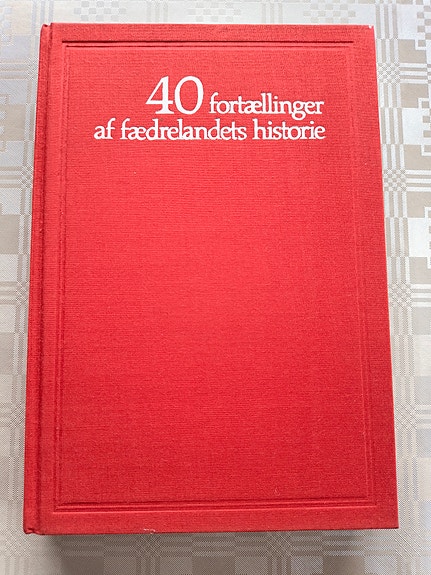 40 fortællinger
af fædrelandets historie